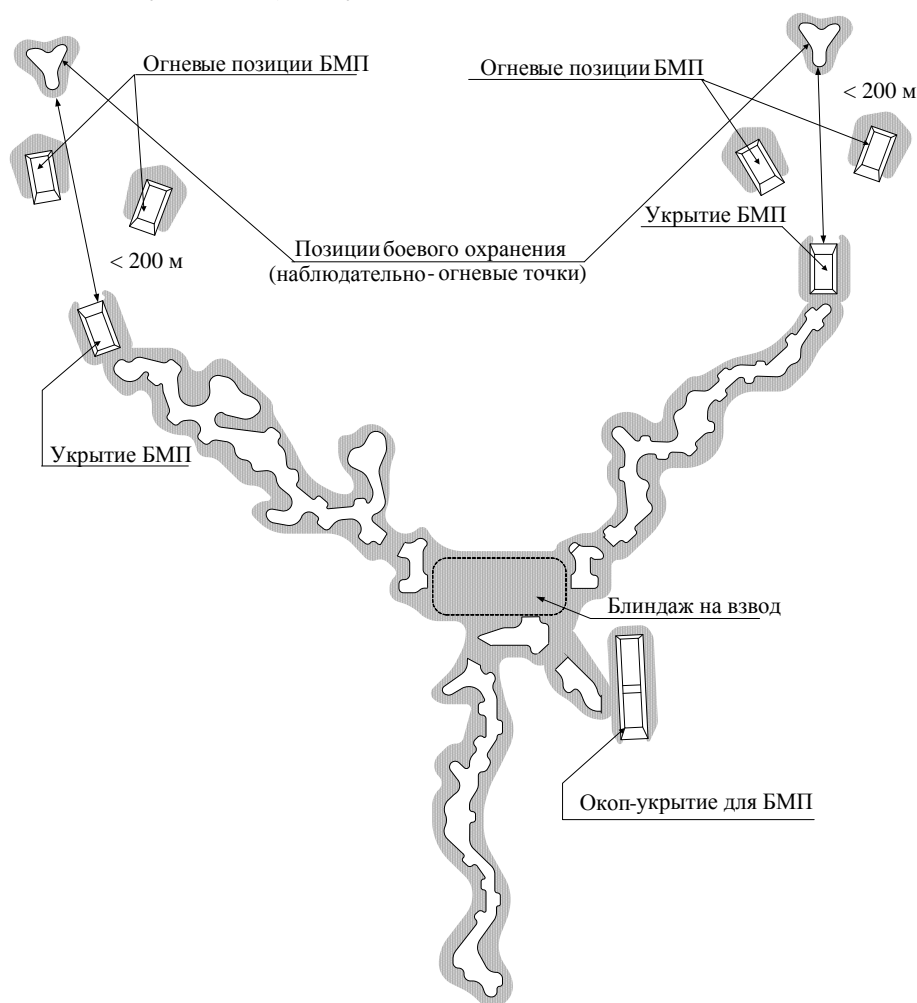 Огневые позиции БМП
Огневые позиции БМП
< 200 м
Укрытие БМП
Позиции боевого охранения
(наблюдательно-огневые точки)
< 200 м
Укрытие БМП
Блиндаж на взвод
Окоп-укрытие для БМП